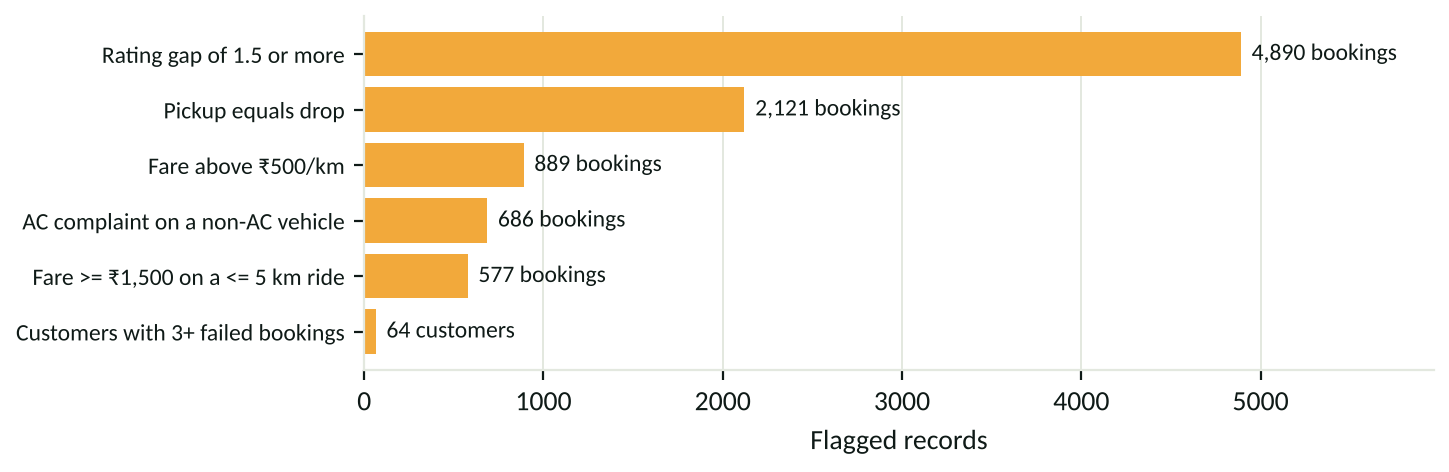 Rating gap of 1.5 or more
4,890 bookings
Pickup equals drop
2,121 bookings
Fare above ₹500/km
889 bookings
AC complaint on a non-AC vehicle
686 bookings
Fare >= ₹1,500 on a <= 5 km ride
577 bookings
Customers with 3+ failed bookings
64 customers
0 1000 2000 3000 4000 5000
Flagged records